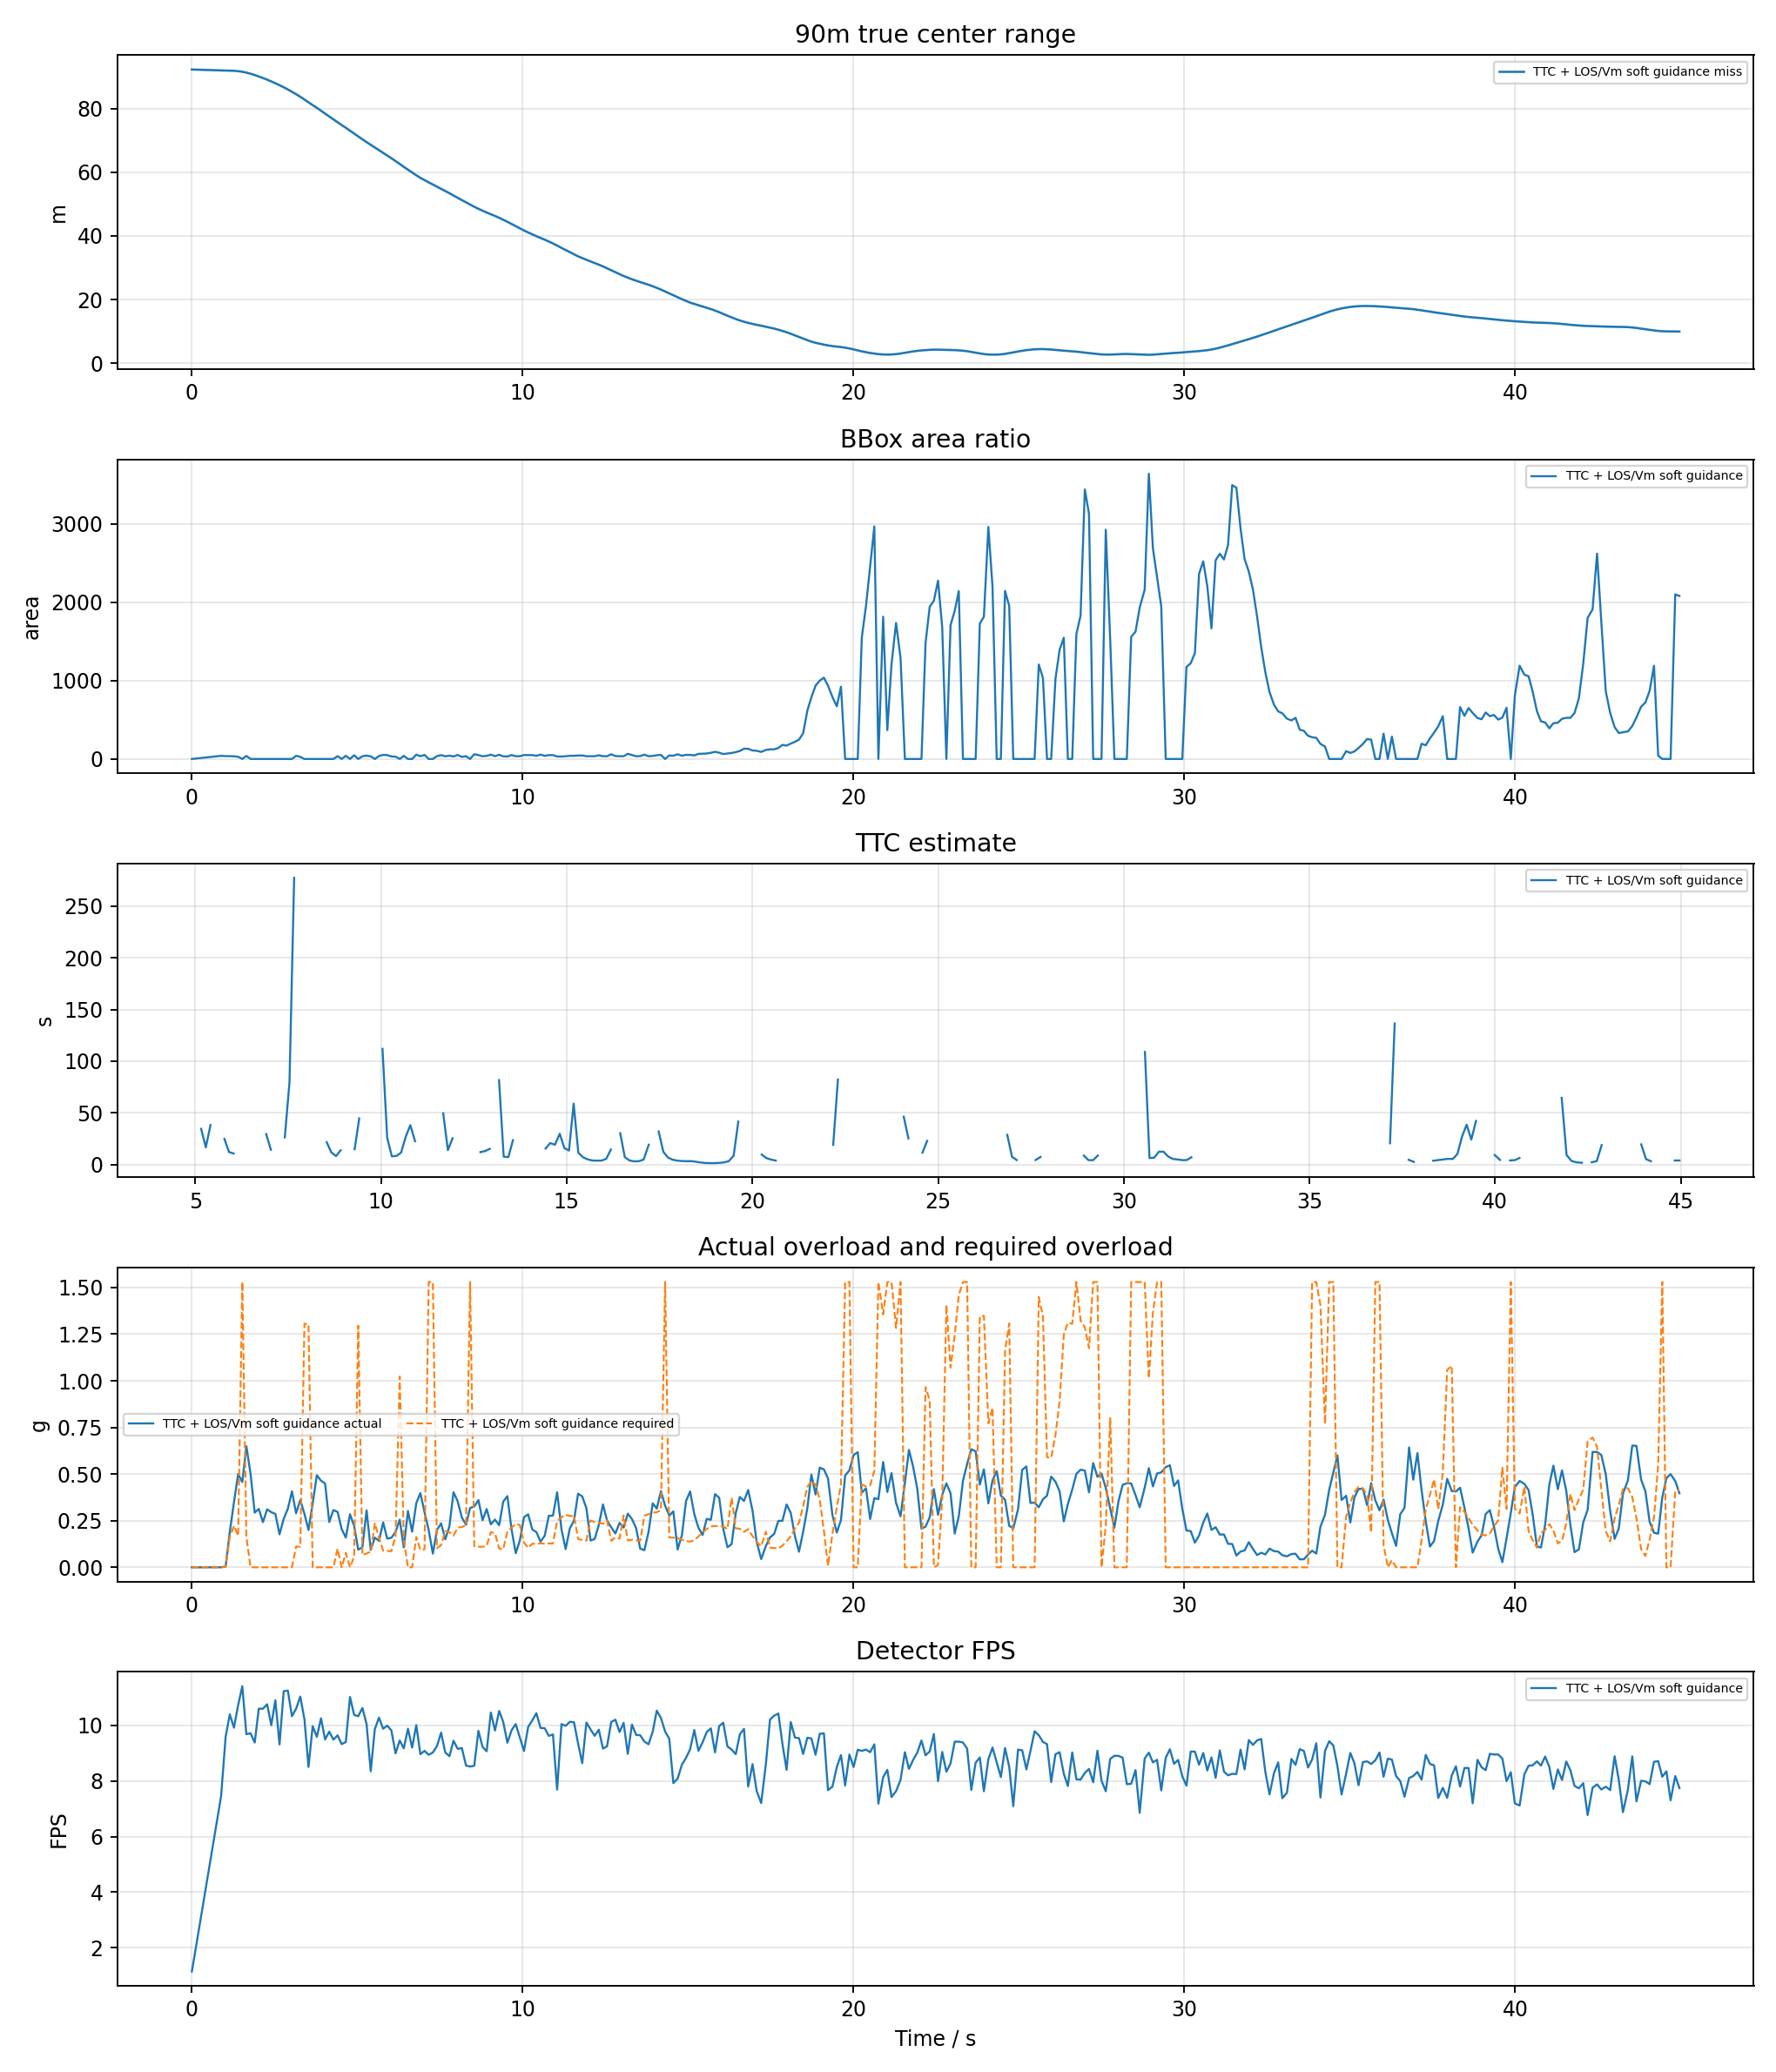 90m true center range
TTC + LOS/Vm soft guidance miss
m
80
60
40
20
0
0 10 20 30 40
BBox area ratio
TTC + LOS/Vm soft guidance
area
3000
2000
1000
0
0 10 20 30 40
TTC estimate
TTC + LOS/Vm soft guidance
s
250
200
150
100
50
0
5 10 15 20 25 30 35 40 45
Actual overload and required overload
TTC + LOS/Vm soft guidance actual TTC + LOS/Vm soft guidance required
g
1.50
1.25
1.00
0.75
0.50
0.25
0.00
0 10 20 30 40
Detector FPS
TTC + LOS/Vm soft guidance
FPS
10
8
6
4
2
0 10 20 30 40
Time / s